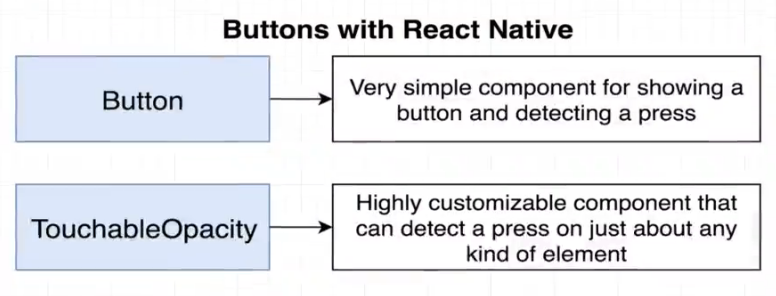 Buttons with React Native
Button
Very simple component for showing a
button and detecting a press
TouchableOpacity
Highly customizable component that
can detect a press on just about any
kind of element